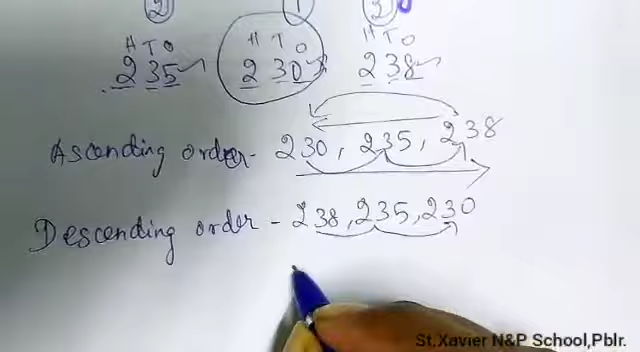 2 1 3
H T O H T O H T O
235 230 238
Ascending order - 230, 235, 238
Descending order - 238, 235, 230
St.Xavier N&P School,Pblr.